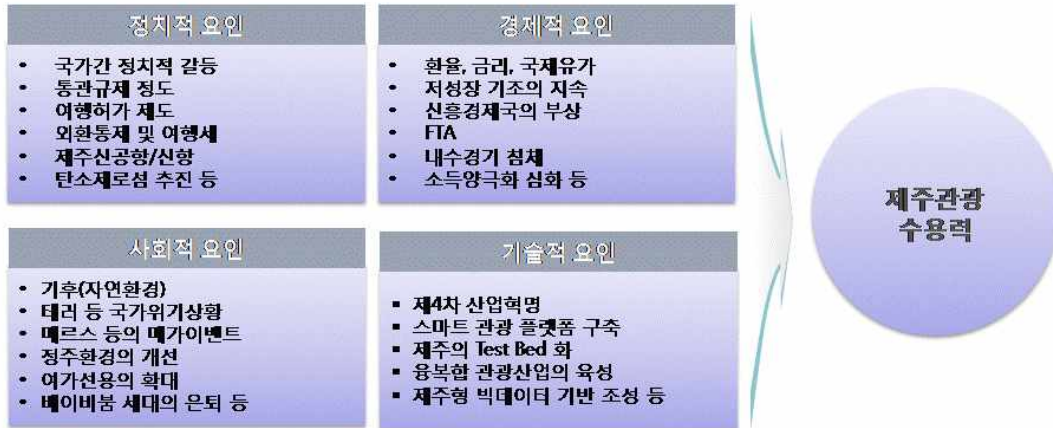 정치적 요인
• 국가간 정치적 갈등
• 통관규제 정도
• 여행허가 제도
• 외환통제 및 여행세
• 제주신공항/신항
• 탄소제로섬 추진 등
경제적 요인
• 환율, 금리, 국제유가
• 저성장 기조의 지속
• 신흥경제국의 부상
• FTA
• 내수경기 침체
• 소득양극화 심화 등
사회적 요인
• 기후(자연환경)
• 테러 등 국가위기상황
• 메르스 등의 메가이벤트
• 정주환경의 개선
• 여가선용의 확대
• 베이비붐 세대의 은퇴 등
기술적 요인
▪ 제4차 산업혁명
▪ 스마트 관광 플랫폼 구축
▪ 제주의 Test Bed 화
▪ 융복합 관광산업의 육성
▪ 제주형 빅데이터 기반 조성 등
제주관광
수용력